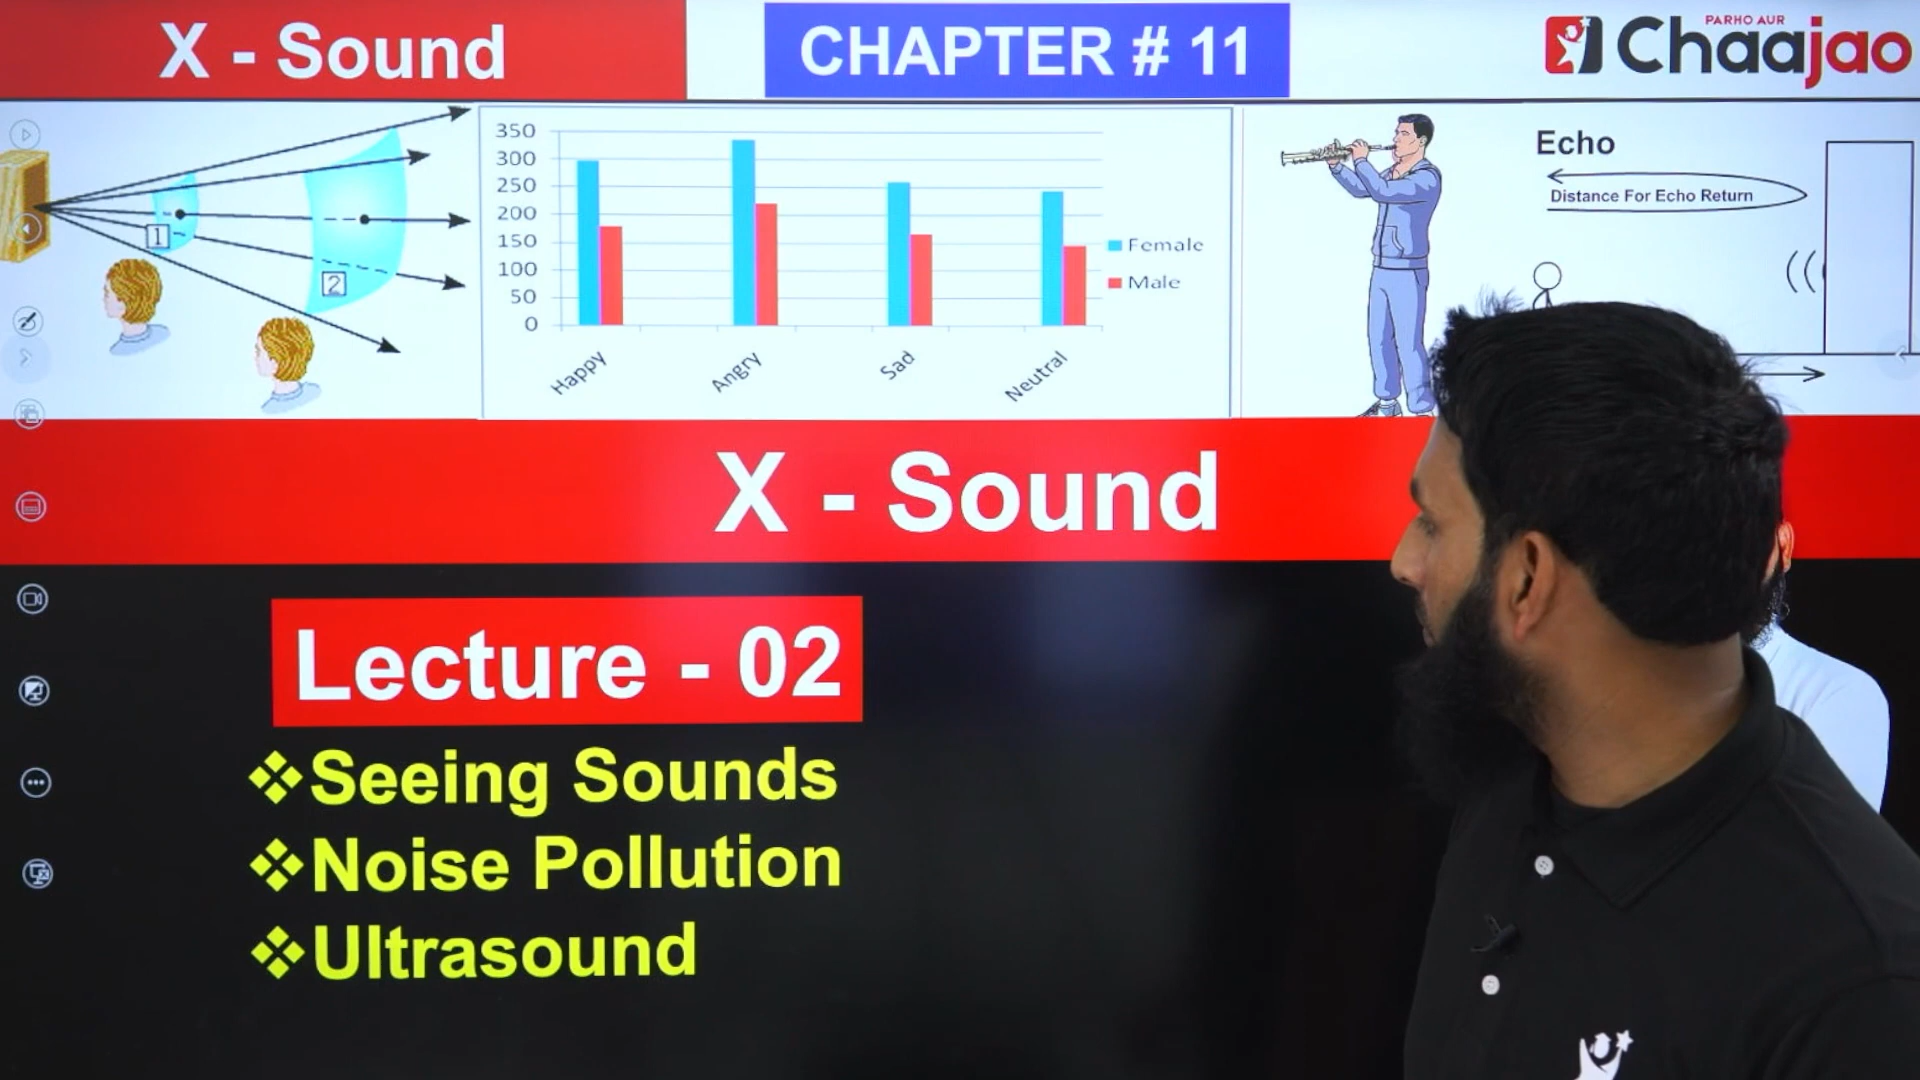 X - Sound
CHAPTER # 11
PARHO AUR
Chaajao
350
300
250
200
150
100
50
0
Happy
Angry
Sad
Neutral
Female
Male
1
2
Echo
Distance For Echo Return
X - Sound
Lecture - 02
❖Seeing Sounds
❖Noise Pollution
❖Ultrasound